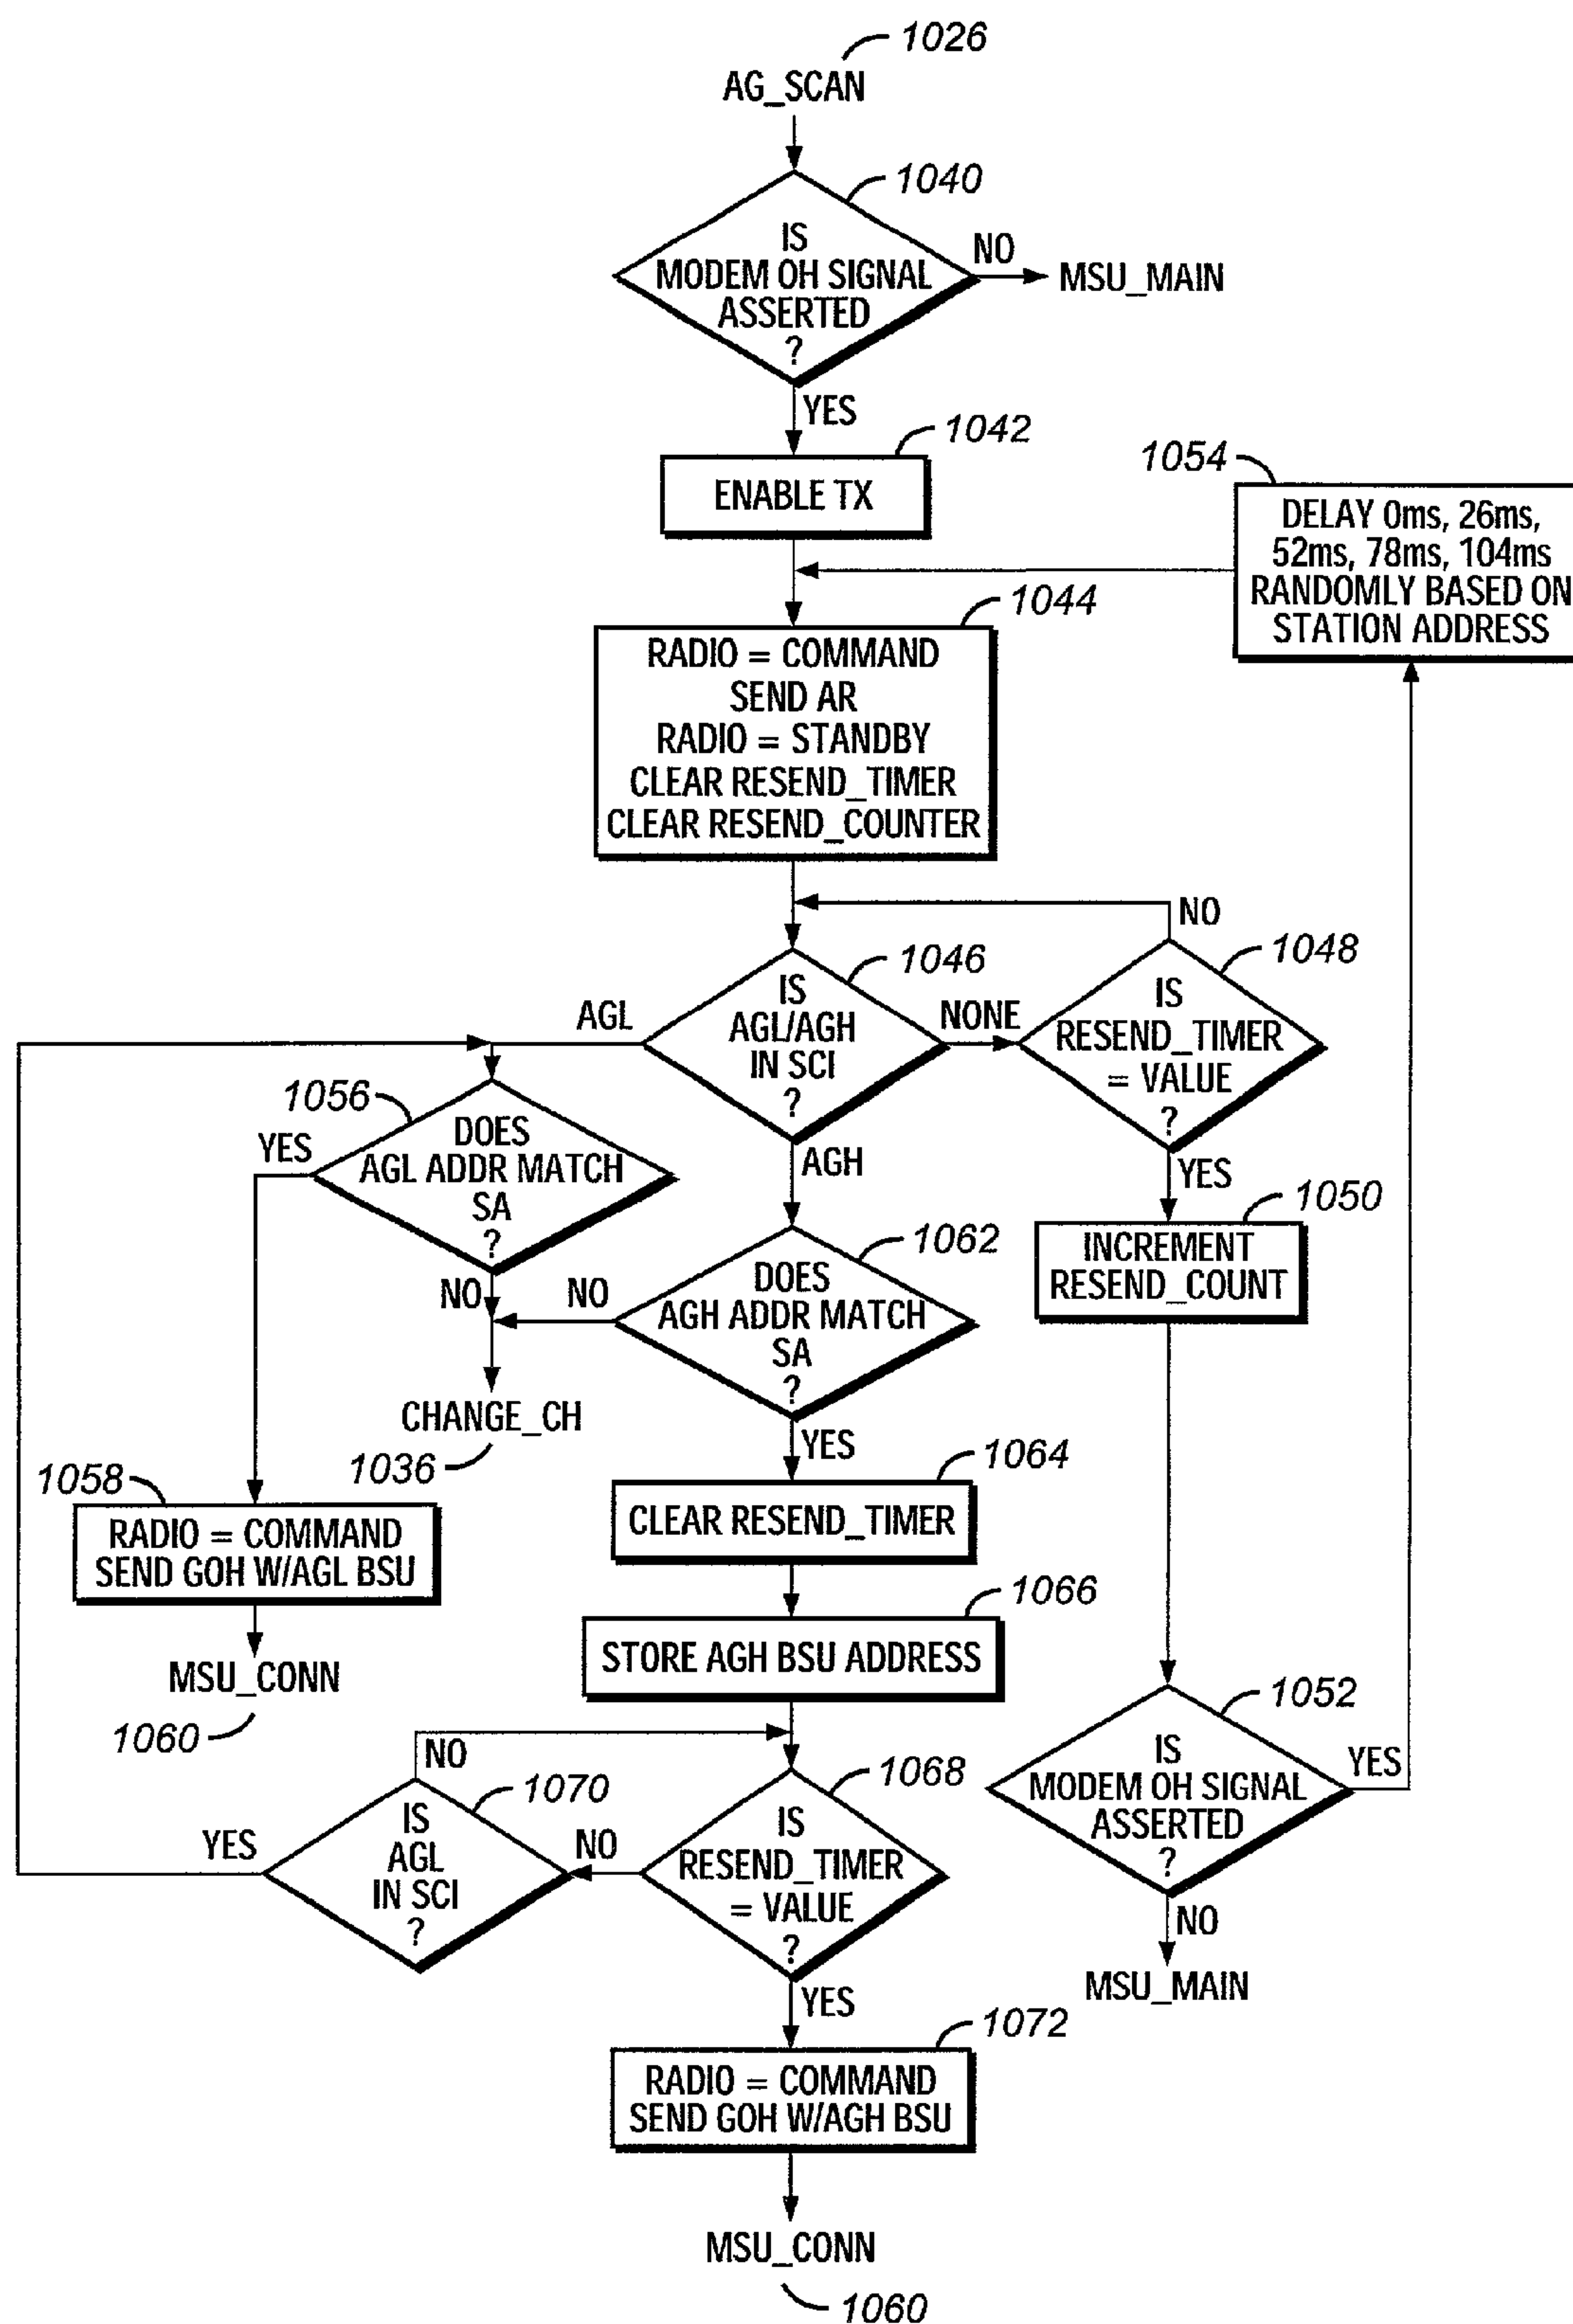 1026
AG_SCAN
1040
IS
MODEM OH SIGNAL
ASSERTED
?
NO
MSU_MAIN
YES
1042
ENABLE TX
1054
DELAY 0ms, 26ms,
52ms, 78ms, 104ms
RANDOMLY BASED ON
STATION ADDRESS
1044
RADIO = COMMAND
SEND AR
RADIO = STANDBY
CLEAR RESEND_TIMER
CLEAR RESEND_COUNTER
NO
1046
IS
AGL/AGH
IN SCI
?
AGL
NONE
AGH
1048
IS
RESEND_TIMER
= VALUE
?
YES
1056
DOES
AGL ADDR MATCH
SA
?
YES
NO
1062
DOES
AGH ADDR MATCH
SA
?
NO
YES
1050
INCREMENT
RESEND_COUNT
CHANGE_CH
1036
1058
RADIO = COMMAND
SEND GOH W/AGL BSU
MSU_CONN
1060
1064
CLEAR RESEND_TIMER
1066
STORE AGH BSU ADDRESS
1052
IS
MODEM OH SIGNAL
ASSERTED
?
YES
NO
MSU_MAIN
NO
1070
IS
AGL
IN SCI
?
YES
NO
1068
IS
RESEND_TIMER
= VALUE
?
YES
1072
RADIO = COMMAND
SEND GOH W/AGH BSU
MSU_CONN
1060